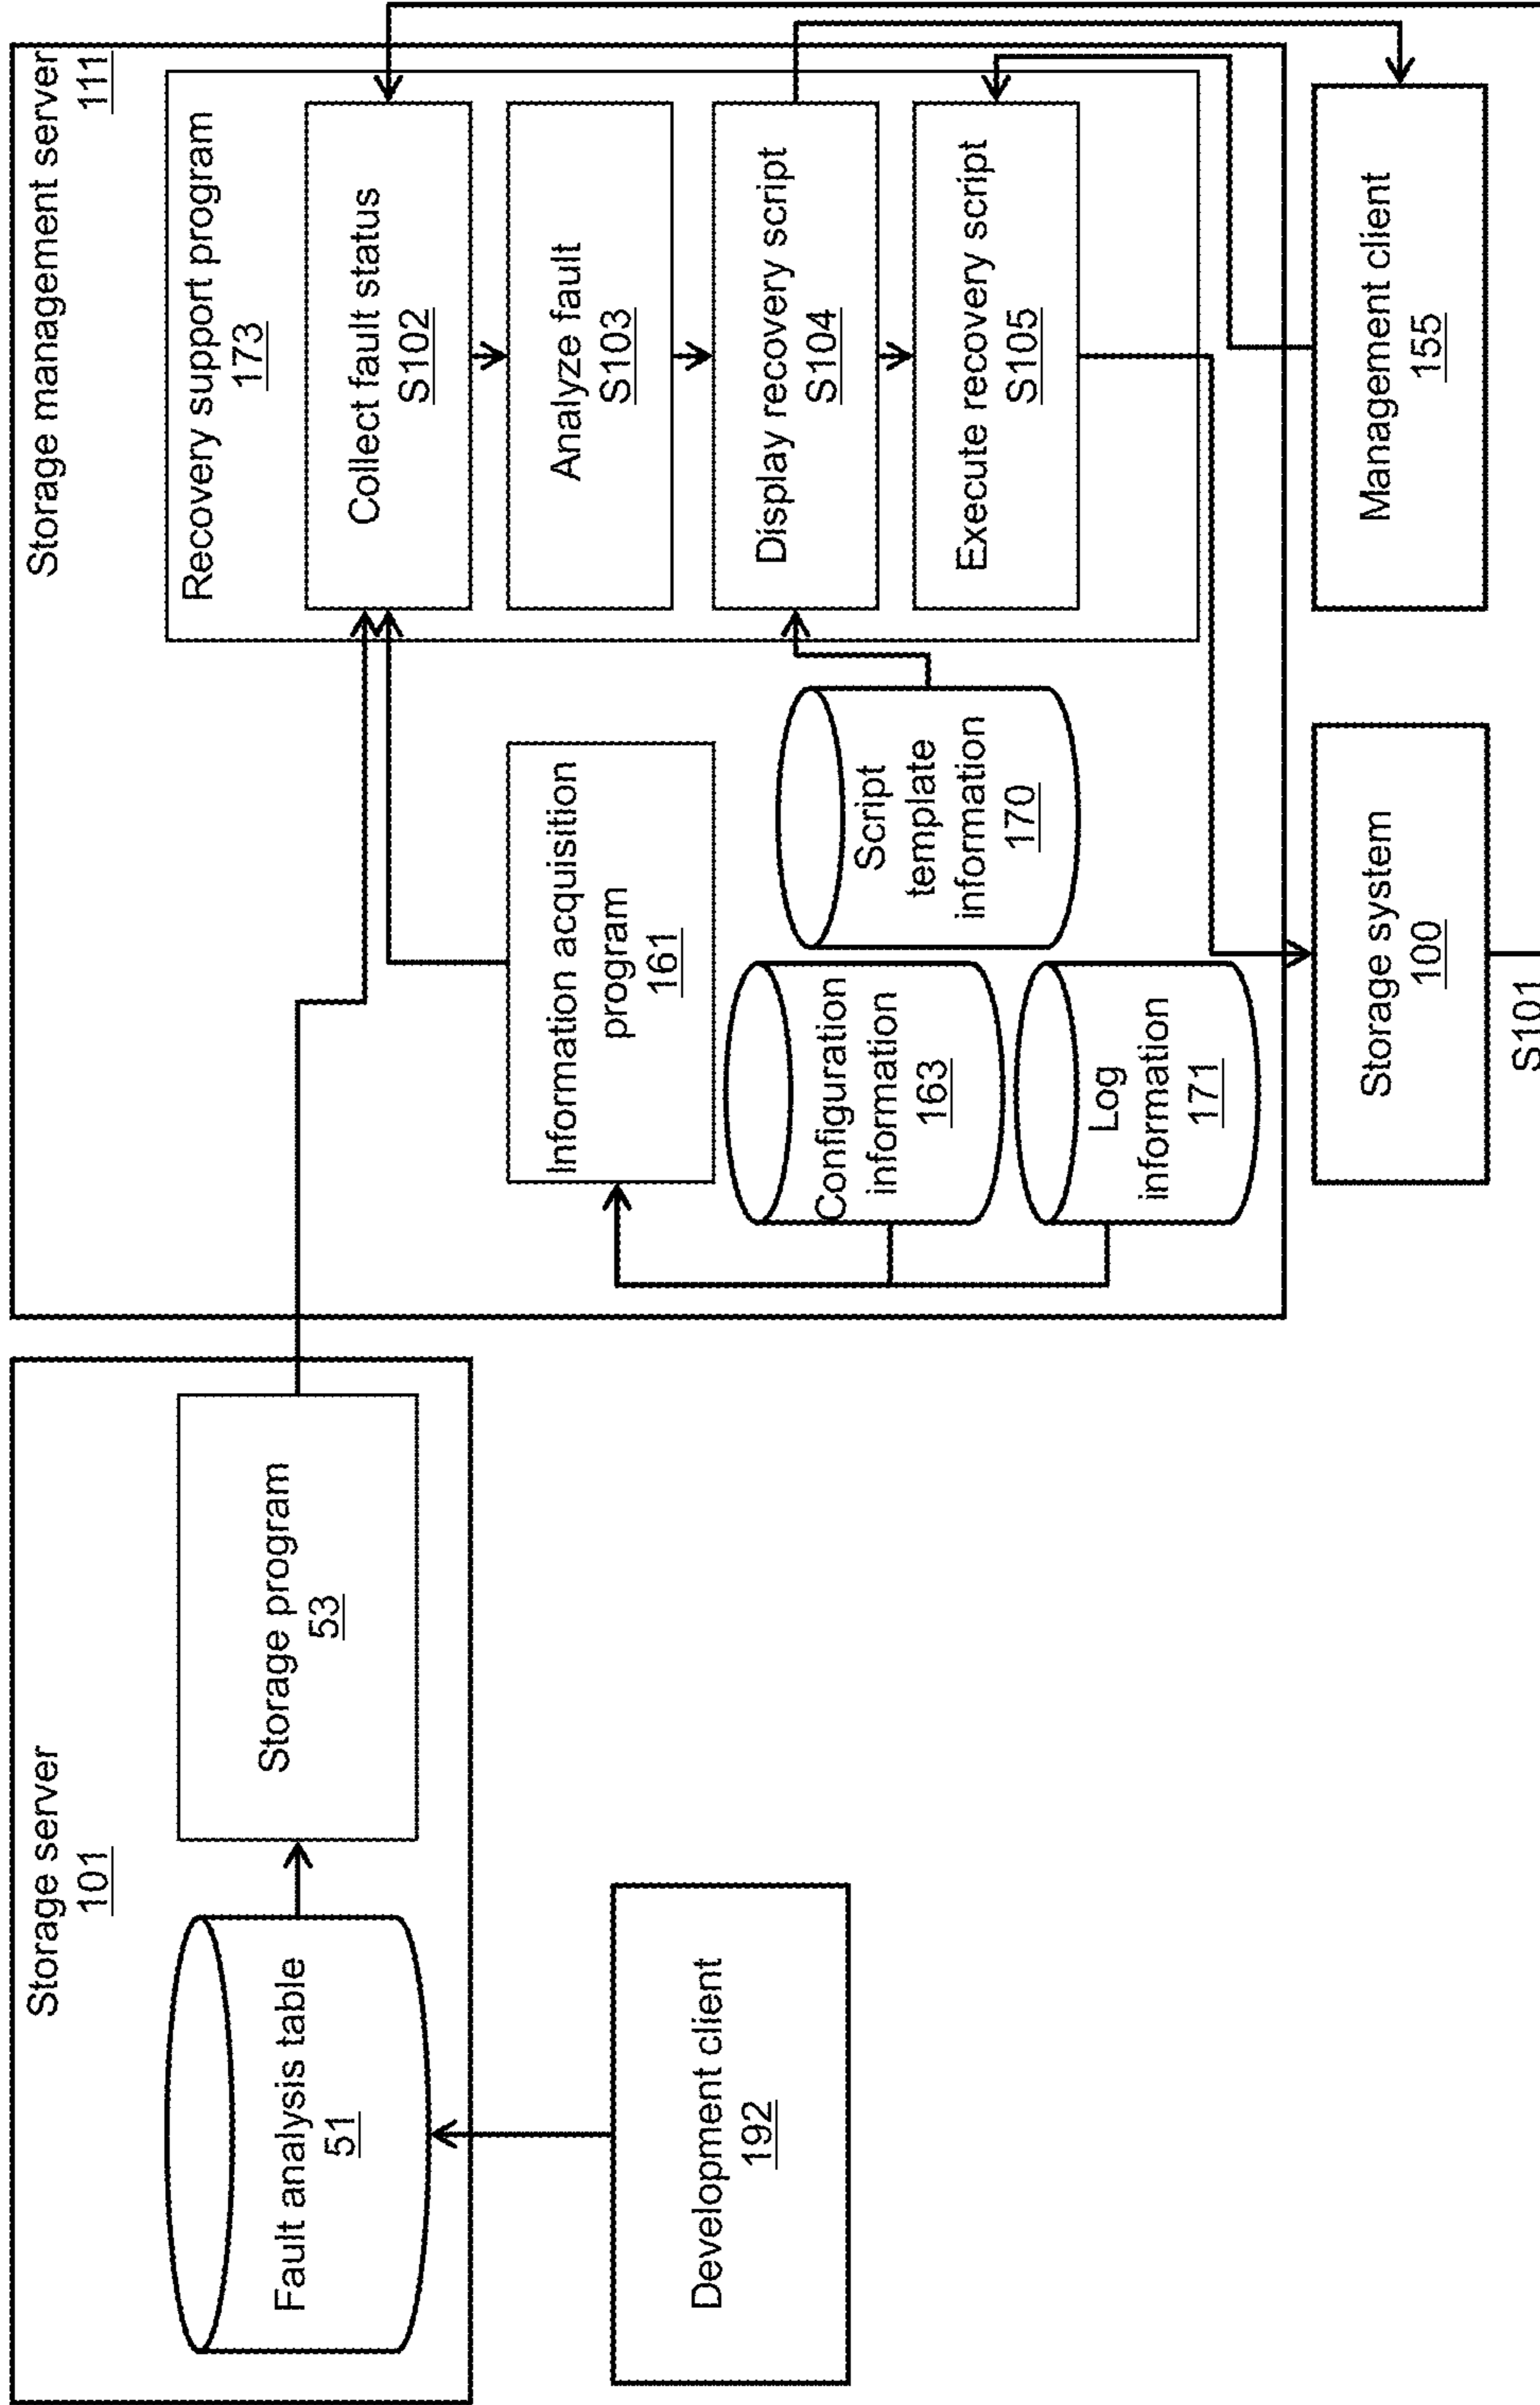 Storage server
101
Fault analysis table
51
Storage program
53
Development client
192
Storage management server
111
Recovery support program
173
Collect fault status
S102
Analyze fault
S103
Display recovery script
S104
Execute recovery script
S105
Information acquisition
program
161
Configuration
information
163
Log
information
171
Script
template
information
170
Storage system
100
S101
Management client
155